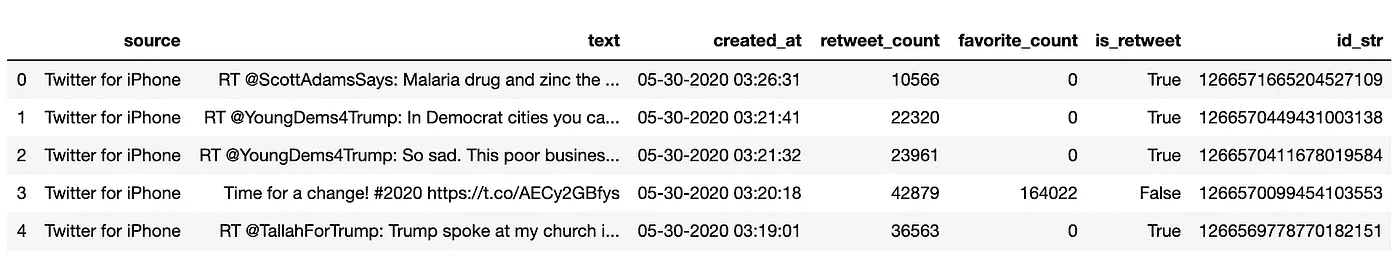 source text created_at retweet_count favorite_count is_retweet id_str
0 Twitter for iPhone RT @ScottAdamsSays: Malaria drug and zinc the ... 05-30-2020 03:26:31 10566 0 True 1266571665204527109
1 Twitter for iPhone RT @YoungDems4Trump: In Democrat cities you ca... 05-30-2020 03:21:41 22320 0 True 1266570449431003138
2 Twitter for iPhone RT @YoungDems4Trump: So sad. This poor busines... 05-30-2020 03:21:32 23961 0 True 1266570411678019584
3 Twitter for iPhone Time for a change! #2020 https://t.co/AECy2GBfys 05-30-2020 03:20:18 42879 164022 False 1266570099454103553
4 Twitter for iPhone RT @TallahForTrump: Trump spoke at my church i... 05-30-2020 03:19:01 36563 0 True 1266569778770182151